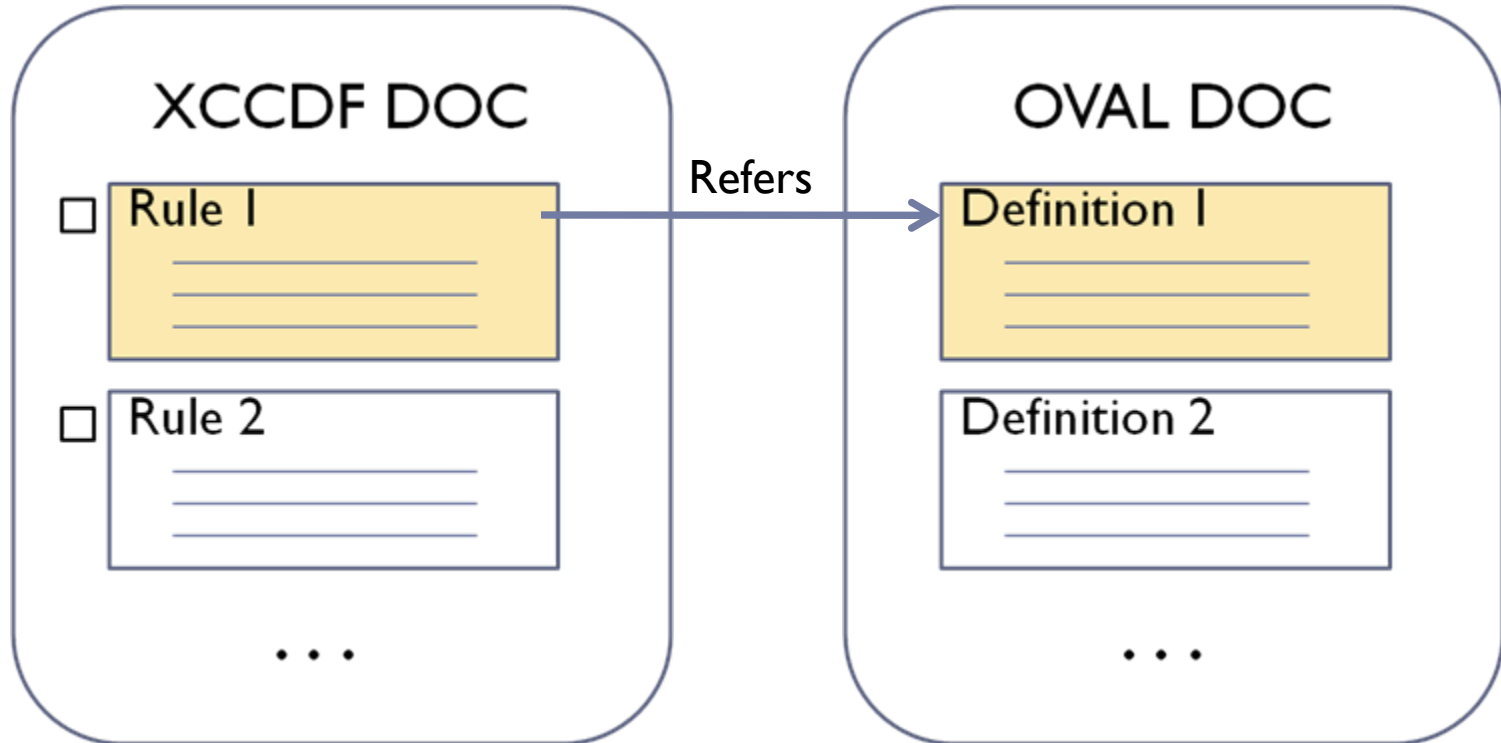 XCCDF DOC
Rule 1
Rule 2
...
Refers
OVAL DOC
Definition 1
Definition 2
...